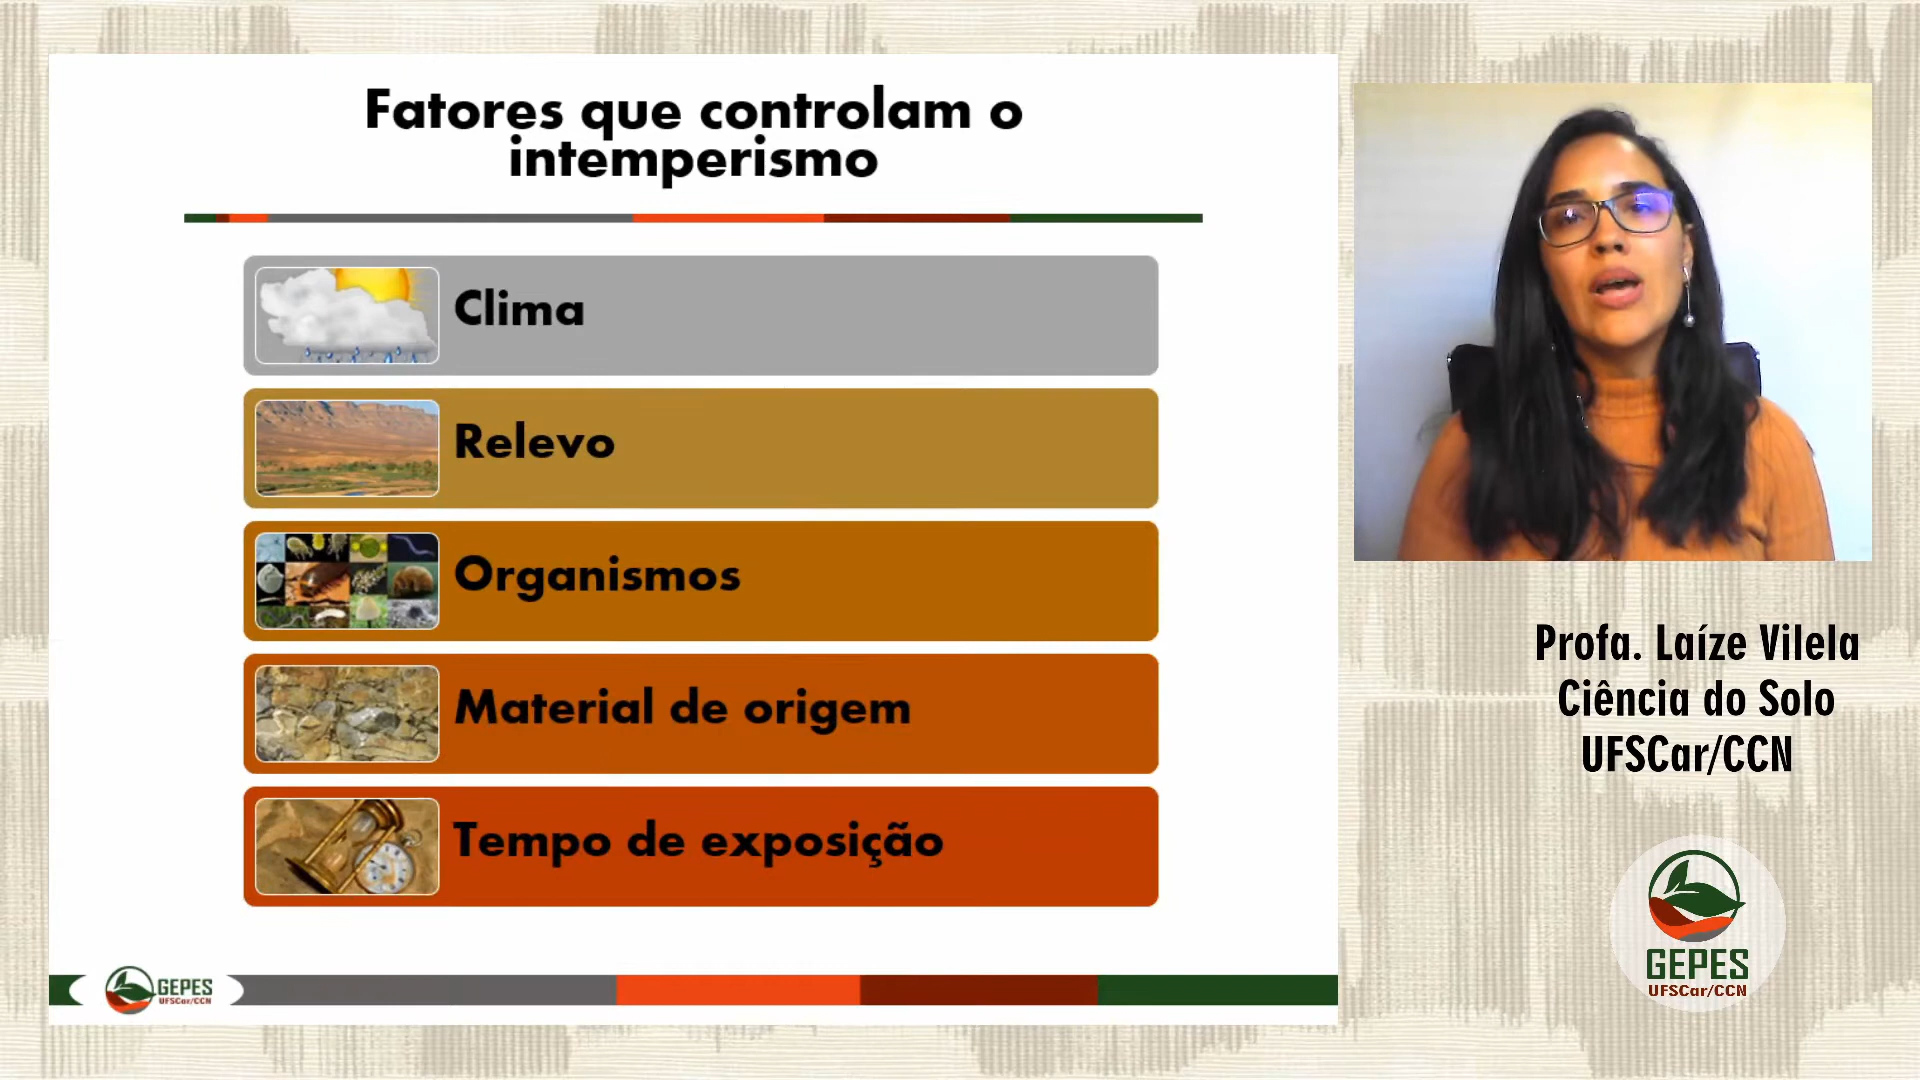 Fatores que controlam o
intemperismo
Clima
Relevo
Organismos
Material de origem
Tempo de exposição
GEPES
UFSCar/CCN
Profa. Laíze Vilela
Ciência do Solo
UFSCar/CCN
GEPES
UFSCar/CCN